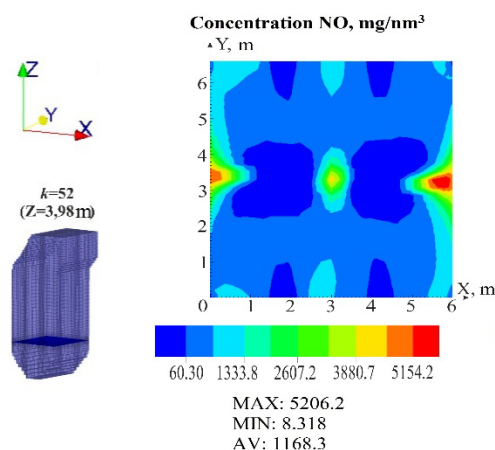 Concentration NO, mg/nm³
Y, m
Z
Y
X
k=52
(Z=3,98m)
6
5
4
3
2
1
0
0 1 2 3 4 5 6
X, m
60.30 1333.8 2607.2 3880.7 5154.2
MAX: 5206.2
MIN: 8.318
AV: 1168.3